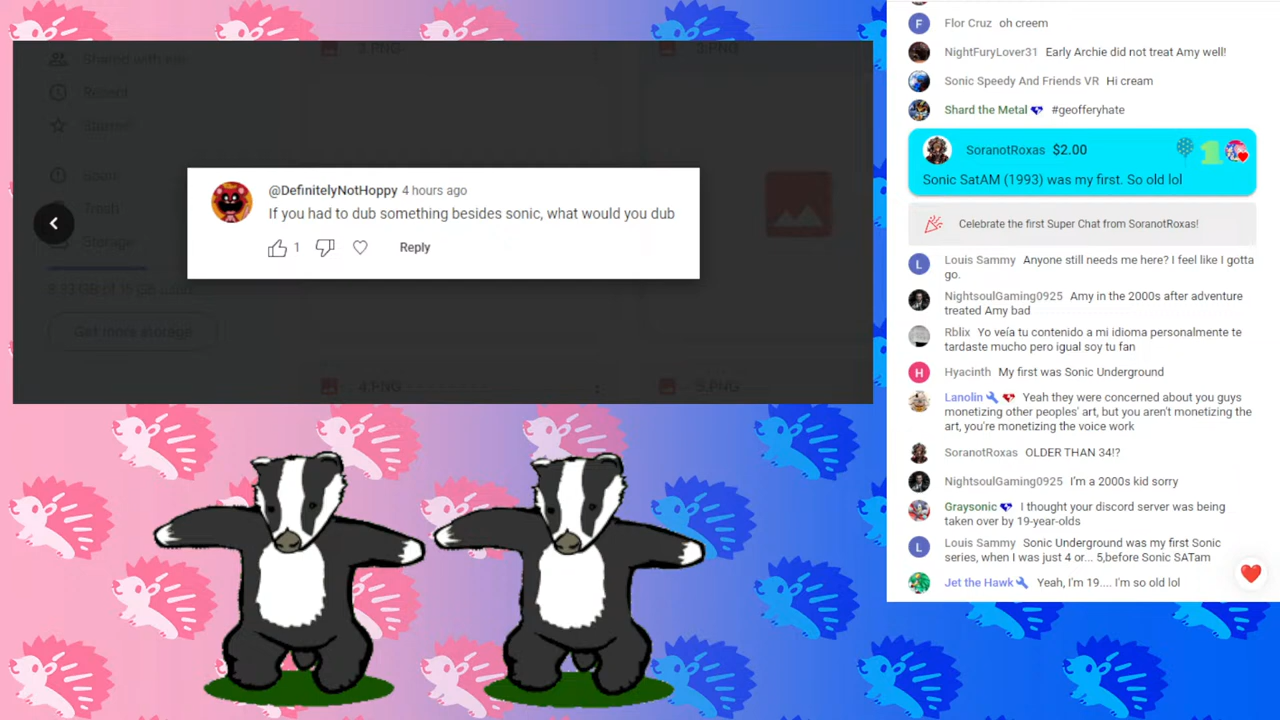 1.PNG
3.PNG
Shared with me
Recent
Starred
Spam
Trash
Storage
Get more storage
4.PNG
5.PNG
@DefinitelyNotHoppy 4 hours ago
If you had to dub something besides sonic, what would you dub
1
Reply
Flor Cruz oh creem
NightFuryLover31 Early Archie did not treat Amy well!
Sonic Speedy And Friends VR Hi cream
Shard the Metal #geofferyhate
SoranotRoxas $2.00
1
Sonic SatAM (1993) was my first. So old lol
Celebrate the first Super Chat from SoranotRoxas!
Louis Sammy Anyone still needs me here? I feel like I gotta
go.
NightsoulGaming0925 Amy in the 2000s after adventure
treated Amy bad
Rblix Yo veía tu contenido a mi idioma personalmente te
tardaste mucho pero igual soy tu fan
Hyacinth My first was Sonic Underground
Lanolin Yeah they were concerned about you guys
monetizing other peoples' art, but you aren't monetizing the
art, you're monetizing the voice work
SoranotRoxas OLDER THAN 34!?
NightsoulGaming0925 I'm a 2000s kid sorry
Graysonic I thought your discord server was being
taken over by 19-year-olds
Louis Sammy Sonic Underground was my first Sonic
series, when I was just 4 or... 5,before Sonic SATam
Jet the Hawk Yeah, I'm 19.... I'm so old lol